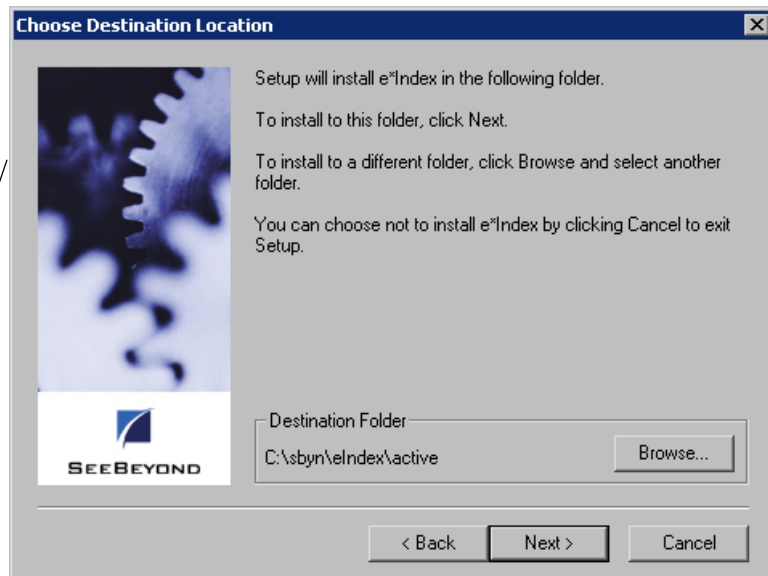 Choose Destination Location
Setup will install e*Index in the following folder.
To install to this folder, click Next.
To install to a different folder, click Browse and select another
folder.
You can choose not to install e*Index by clicking Cancel to exit
Setup.
Destination Folder
C:\sbyn\eIndex\active
Browse...
SEEBEYOND
< Back
Next >
Cancel